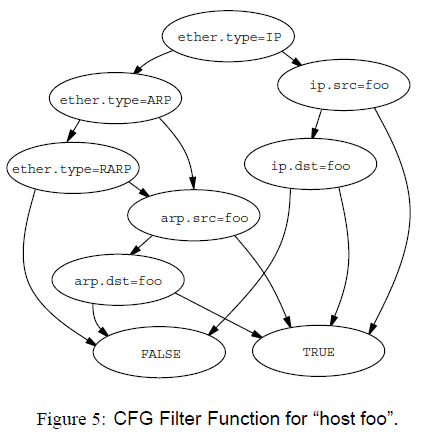 ether.type=IP
ip.src=foo
ether.type=ARP
ether.type=RARP
ip.dst=foo
arp.src=foo
arp.dst=foo
FALSE
TRUE
Figure 5: CFG Filter Function for “host foo”.